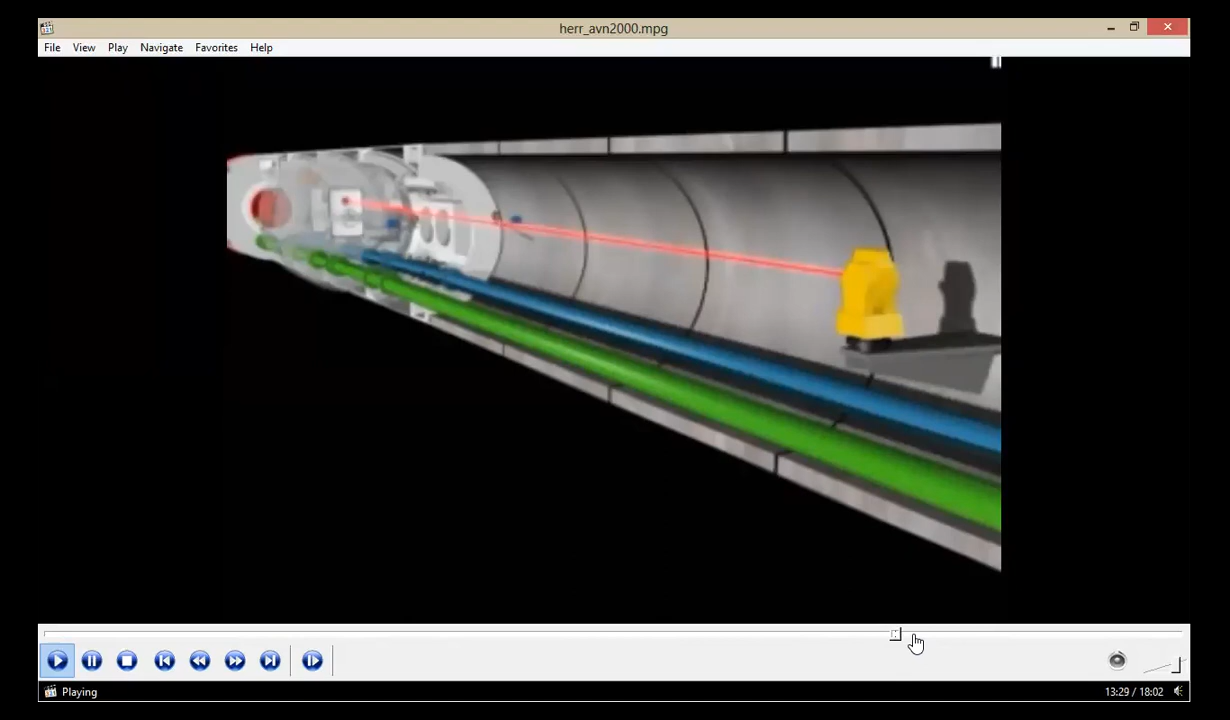 herr_avn2000.mpg
File View Play Navigate Favorites Help
Playing
13:29 / 18:02